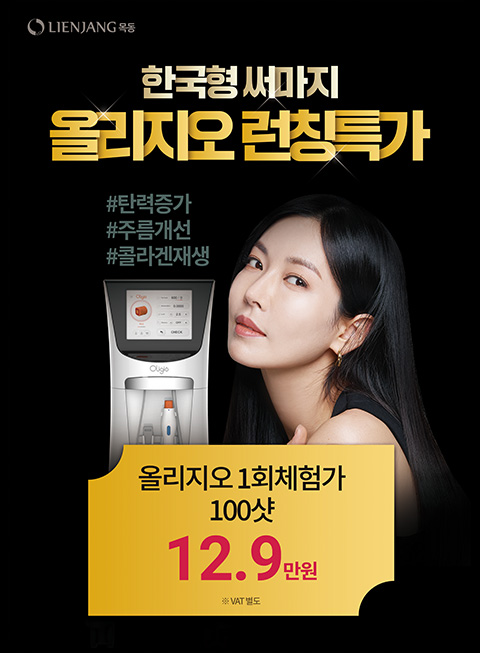 LIENJANG 목동
한국형 써마지
올리지오 런칭특가
#탄력증가
#주름개선
#콜라겐재생
Oligio
올리지오 1회체험가
100샷
12.9만원
※ VAT 별도